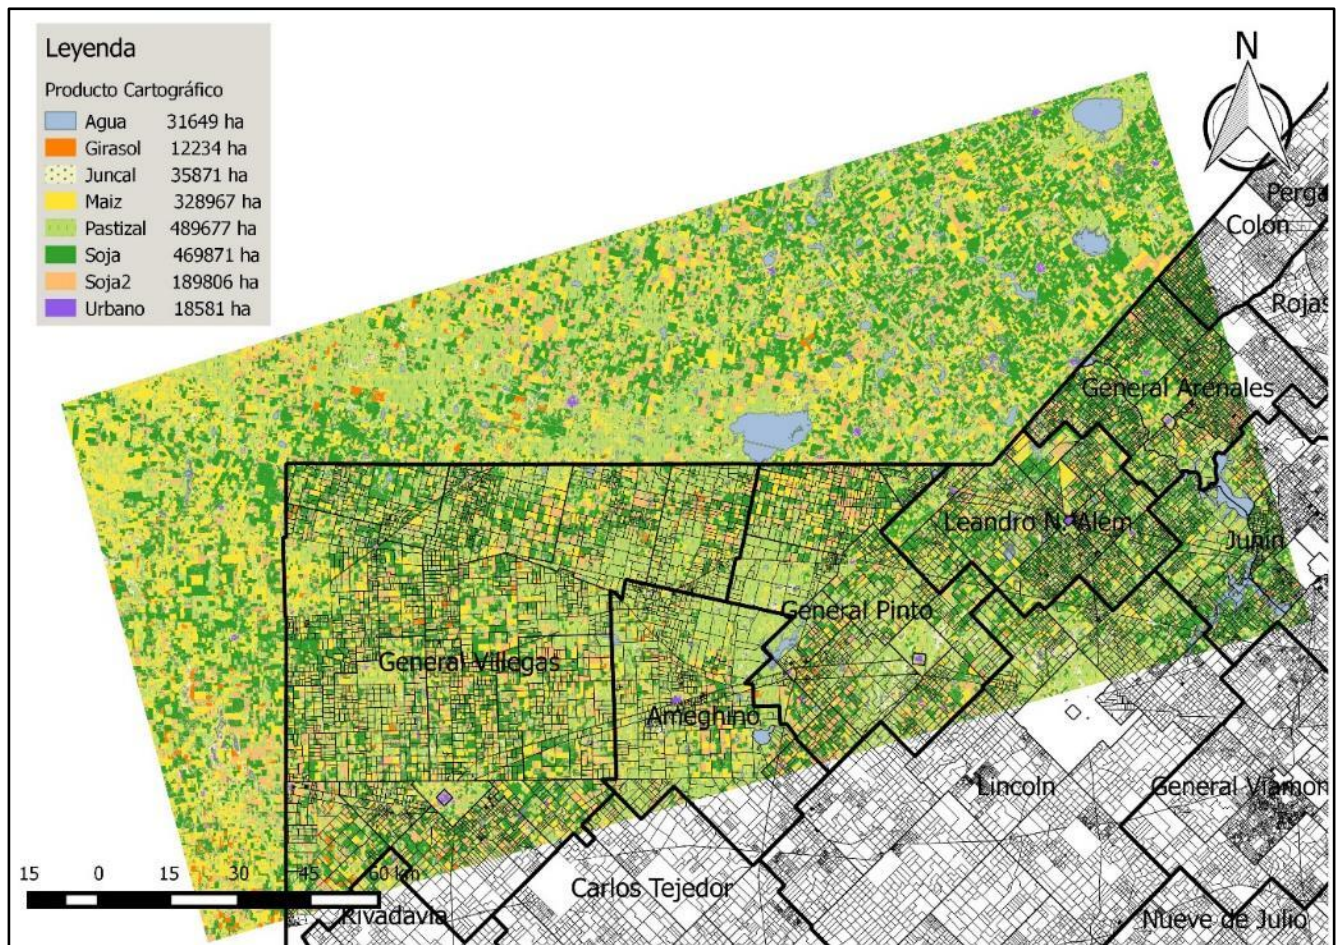 Leyenda
Producto Cartográfico
Agua 31649 ha
Girasol 12234 ha
Juncal 35871 ha
Maiz 328967 ha
Pastizal 489677 ha
Soja 469871 ha
Soja2 189806 ha
Urbano 18581 ha
N
Perga
Colon
Rojas
General Arenales
Leandro N. Alem
Junin
General Pinto
General Villegas
Ameghino
Lincoln
General Viamon
Carlos Tejedor
Rivadavia
Nueve de Julio
15 0 15 30 45 60 km